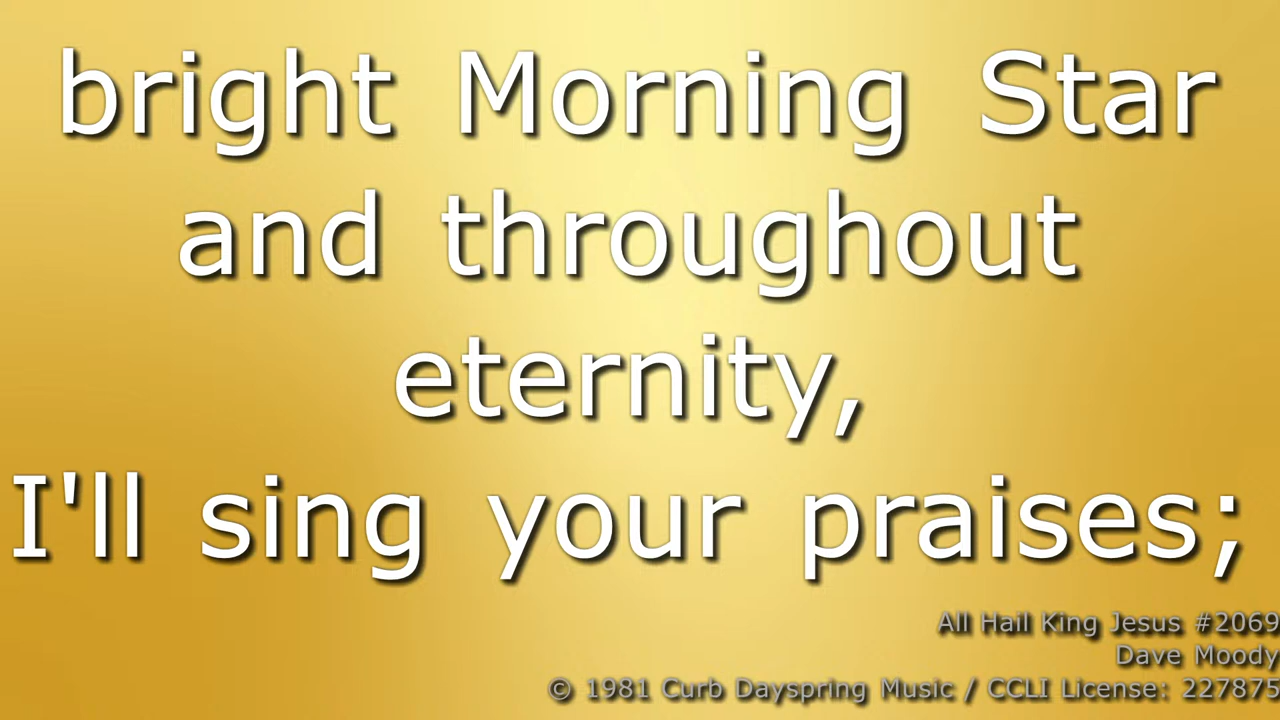 bright Morning Star
and throughout
eternity,
I'll sing your praises;
All Hail King Jesus #2069
Dave Moody
© 1981 Curb Dayspring Music / CCLI License: 227875